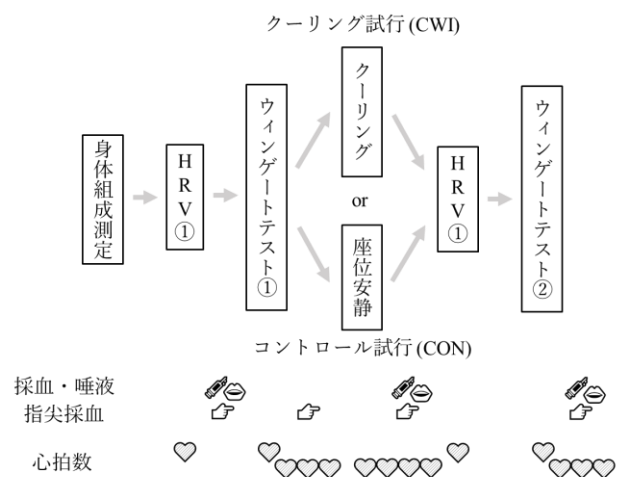 クーリング試行(CWI)
身体組成測定
HRV①
ウィンゲートテスト①
クーリング
or
座位安静
HRV①
ウィンゲートテスト②
コントロール試行(CON)
採血・唾液
指尖採血
心拍数